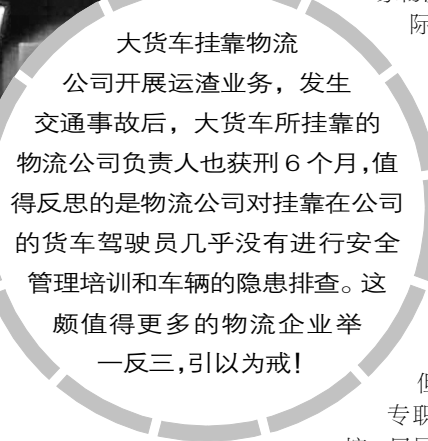 际
大货车挂靠物流
公司开展运渣业务，发生
交通事故后，大货车所挂靠的
物流公司负责人也获刑6个月,值
得反思的是物流公司对挂靠在公司
的货车驾驶员几乎没有进行安全
管理培训和车辆的隐患排查。这
颇值得更多的物流企业举
一反三,引以为戒！
但
专职